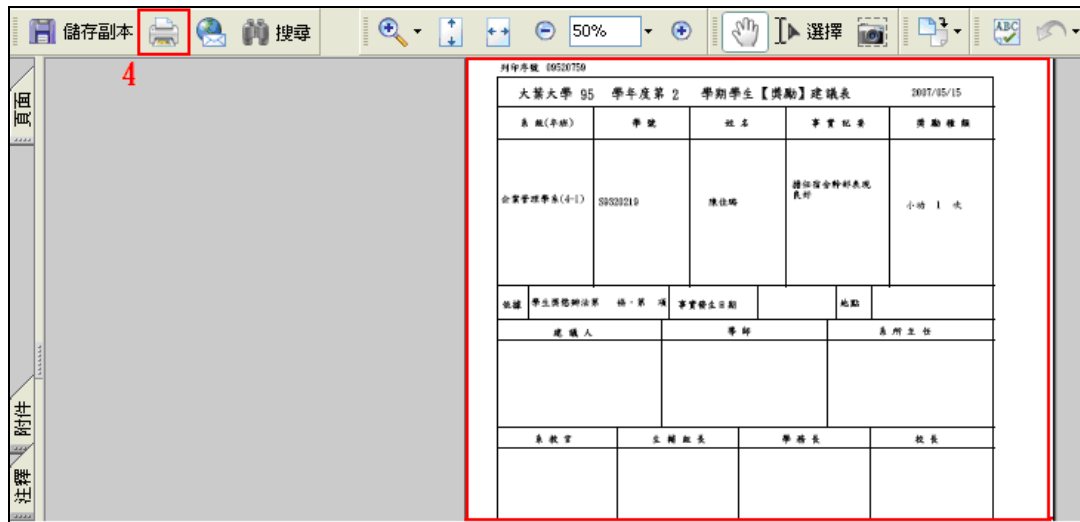 儲存副本 搜尋 50% 選擇
4
頁面
附件
注釋
列印序號 09520759
大葉大學 95 學年度第 2 學期學生【獎勵】建議表 2007/05/15
系 級(年班) 學 號 姓 名 事 實 紀 要 獎 勵 種 類
企業管理學系(4-1) S9320219 陳佳 擔任宿舍幹部表現
良好
小功 1 次
依據 學生獎懲辦法第 條，第 項 事實發生日期 地點
建 議 人 導 師 系 所 主 任
系 教 官 生 輔 組 長 學 務 長 校 長